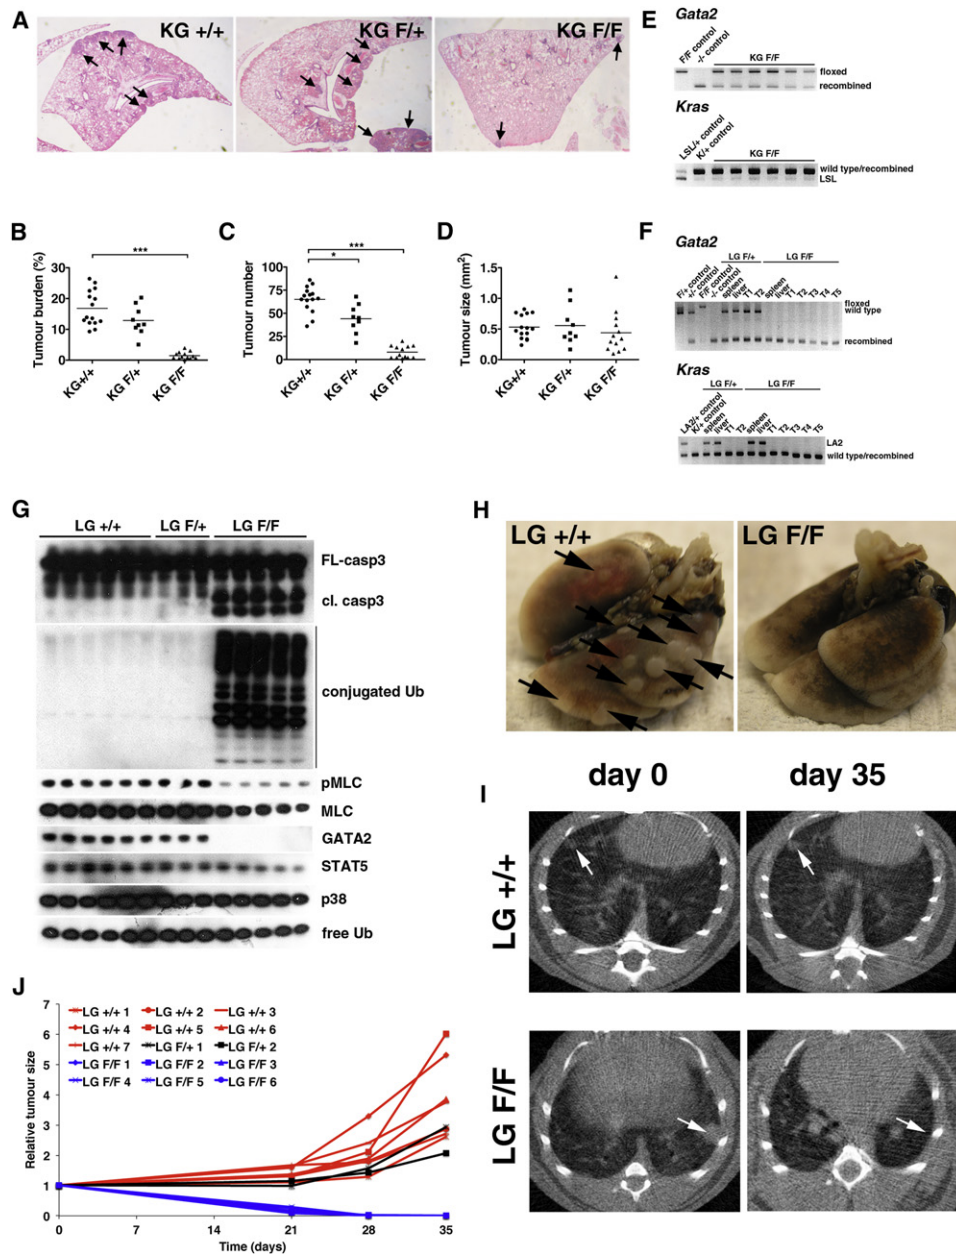 A
KG +/+
KG F/+
KG F/F
E
Gata2
F/F control
-/- control
KG F/F
floxed
recombined
Kras
LSL/+ control
K/+ control
KG F/F
wild type/recombined
LSL
B
Tumour burden (%)
30
20
10
0
***
KG+/+
KG F/+
KG F/F
C
Tumour number
100
75
50
25
0
***
*
KG+/+
KG F/+
KG F/F
D
Tumour size (mm²)
1.5
1.0
0.5
0.0
KG+/+
KG F/+
KG F/F
F
Gata2
LG F/+
LG F/F
F/+ control
+/- control
F/F control
-/- control
spleen
liver
T1
T2
spleen
liver
T1
T2
T3
T4
T5
floxed
wild type
recombined
Kras
LG F/+
LG F/F
LA2/+ control
K/+ control
spleen
liver
T1
T2
spleen
liver
T1
T2
T3
T4
T5
LA2
wild type/recombined
G
LG +/+
LG F/+
LG F/F
FL-casp3
cl. casp3
conjugated Ub
pMLC
MLC
GATA2
STAT5
p38
free Ub
H
LG +/+
LG F/F
I
day 0
day 35
LG +/+
LG F/F
J
Relative tumour size
7
6
5
4
3
2
1
0
LG +/+ 1
LG +/+ 2
LG +/+ 3
LG +/+ 4
LG +/+ 5
LG +/+ 6
LG +/+ 7
LG F/+ 1
LG F/+ 2
LG F/F 1
LG F/F 2
LG F/F 3
LG F/F 4
LG F/F 5
LG F/F 6
0
7
14
21
28
35
Time (days)